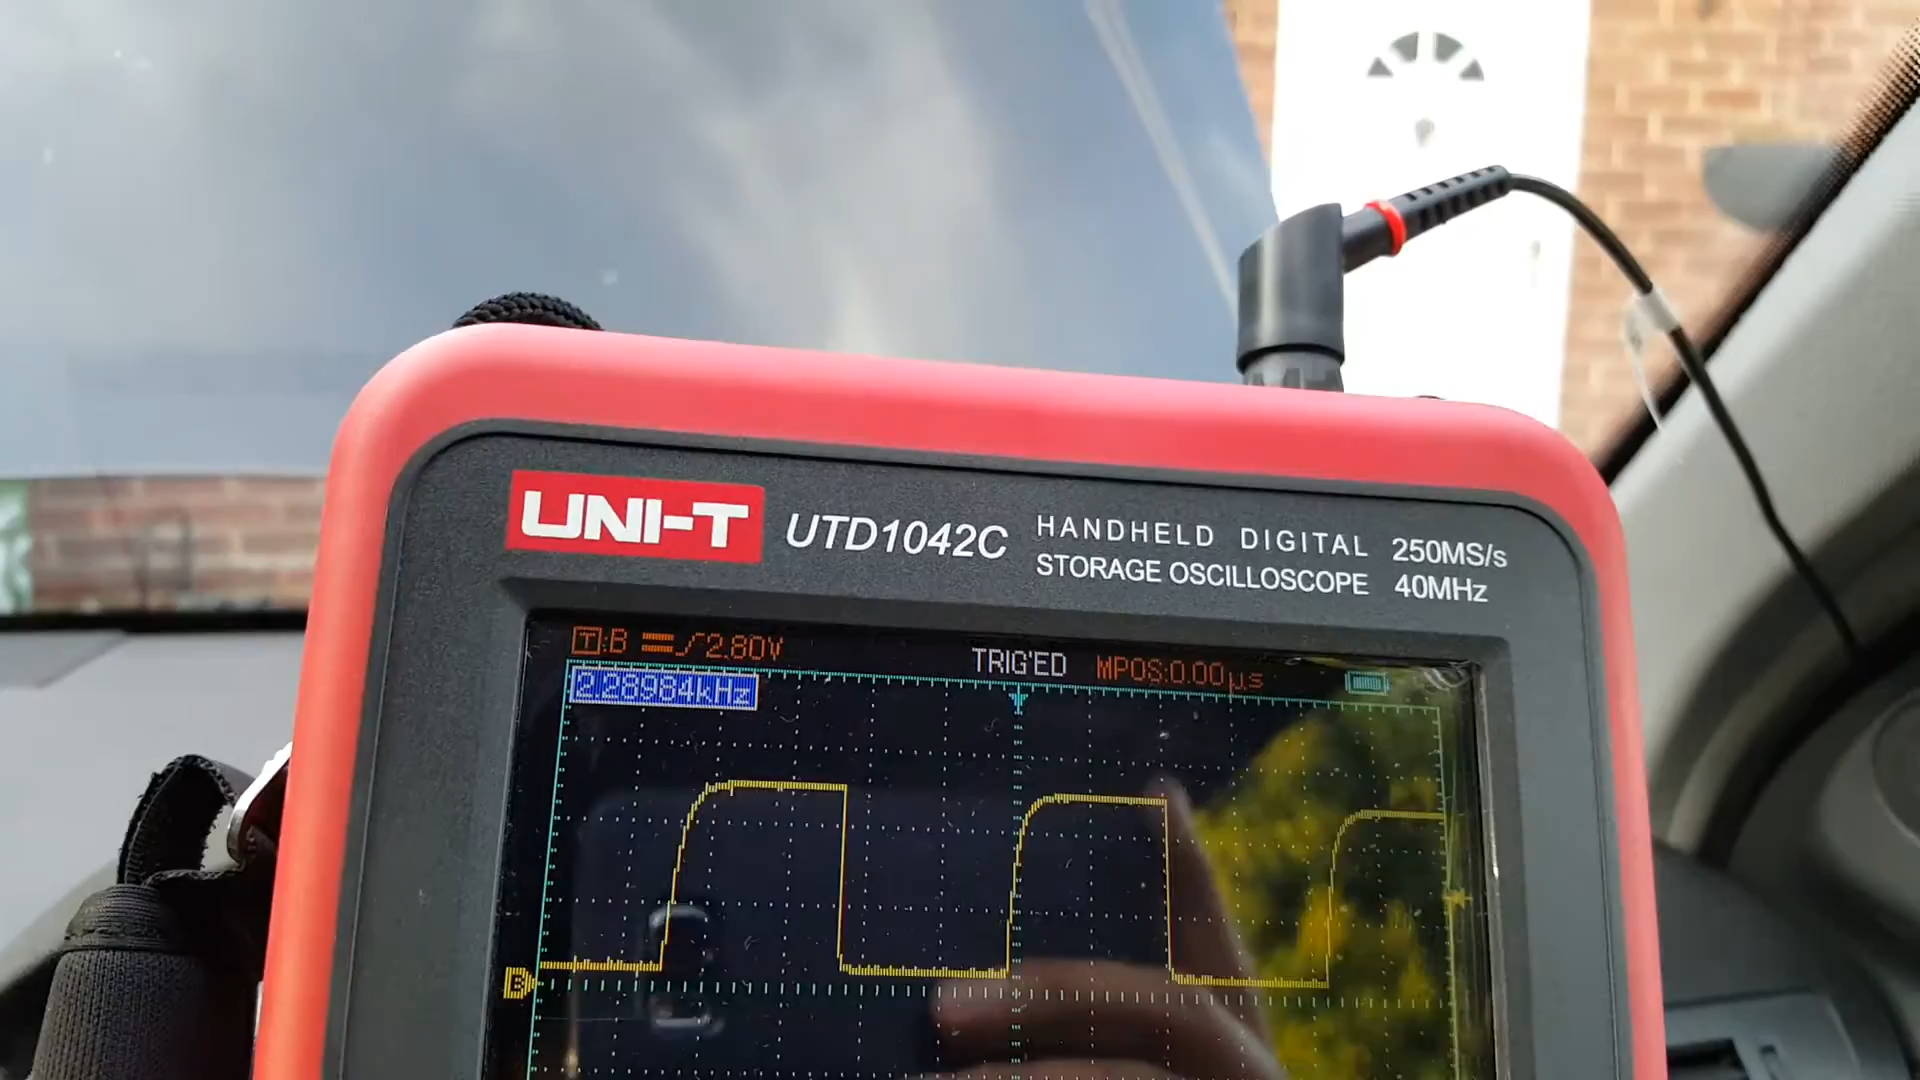 UNI-T UTD1042C HANDHELD DIGITAL 250MS/s
STORAGE OSCILLOSCOPE 40MHz
T:B 2.80V TRIG'ED MPOS:0.00µs
2.28984kHz
B